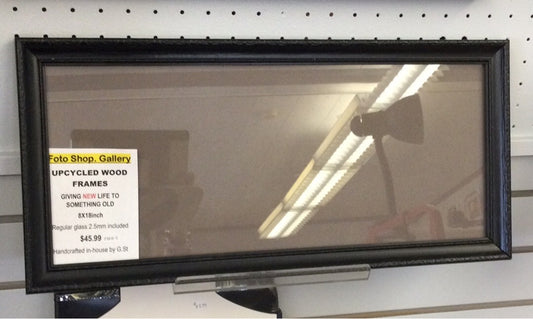 Foto Shop. Gallery
UPCYCLED WOOD
FRAMES
GIVING NEW LIFE TO
SOMETHING OLD
8X18inch
Regular glass 2.5mm included
$45.99
Handcrafted in-house by G.St